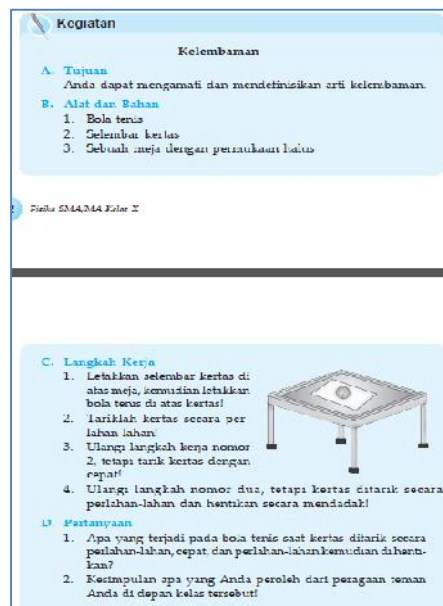 Kegiatan
Kelembaman
A. Tujuan
Anda dapat mengamati dan mendefinisikan arti kelembaman.
B. Alat dan Bahan
1. Bola tenis
2. Selembar kertas
3. Sebuah meja dengan permukaan halus
Fisika SMA/MA Kelas X
C. Langkah Kerja
1. Letakkan selembar kertas di
atas meja, kemudian letakkan
bola tenis di atas kertas!
2. Tariklah kertas secara per
lahan-lahan!
3. Ulangi langkah kerja nomor
2, tetapi tarik kertas dengan
cepat!
4. Ulangi langkah nomor dua, tetapi kertas ditarik secara
perlahan-lahan dan hentikan secara mendadak!
D. Pertanyaan
1. Apa yang terjadi pada bola tenis saat kertas ditarik secara
perlahan-lahan, cepat, dan perlahan-lahan kemudian dihenti-
kan?
2. Kesimpulan apa yang Anda peroleh dari peragaan teman
Anda di depan kelas tersebut!